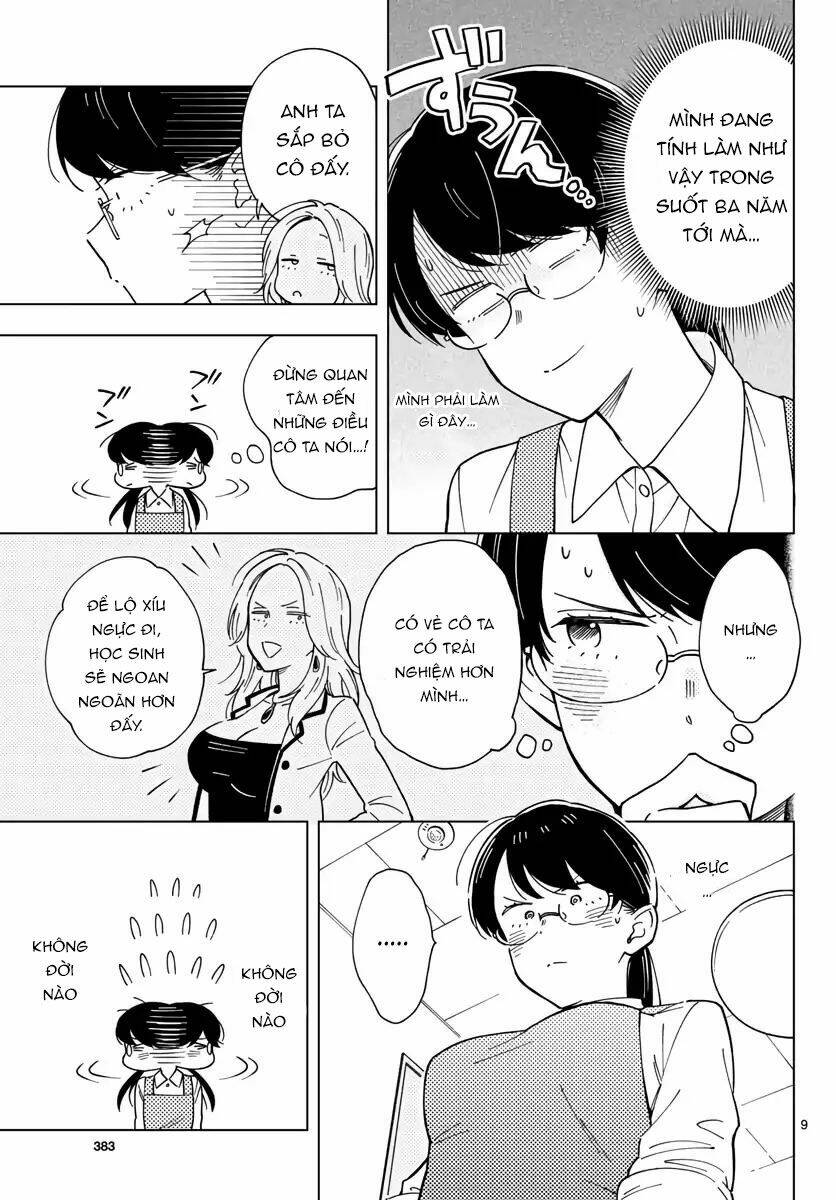 MÌNH ĐANG
TÍNH LÀM NHƯ
VẬY TRONG
SUỐT BA NĂM
TỚI MÀ...
ずうん...
MÌNH PHẢI LÀM
GÌ ĐÂY...
ANH TA
SẮP BỎ
CÔ ĐẤY.
ĐỪNG QUAN
TÂM ĐẾN
NHỮNG ĐIỀU
CÔ TA NÓI...!
NHƯNG
...
CÓ VẺ CÔ TA
CÓ TRẢI
NGHIỆM HƠN
MÌNH...
ĐỂ LỘ XÍU
NGỰC ĐI,
HỌC SINH
SẼ NGOAN
NGOÃN HƠN
ĐẤY.
NGỰC
...
.....
KHÔNG
ĐỜI
NÀO
KHÔNG
ĐỜI NÀO
383
9